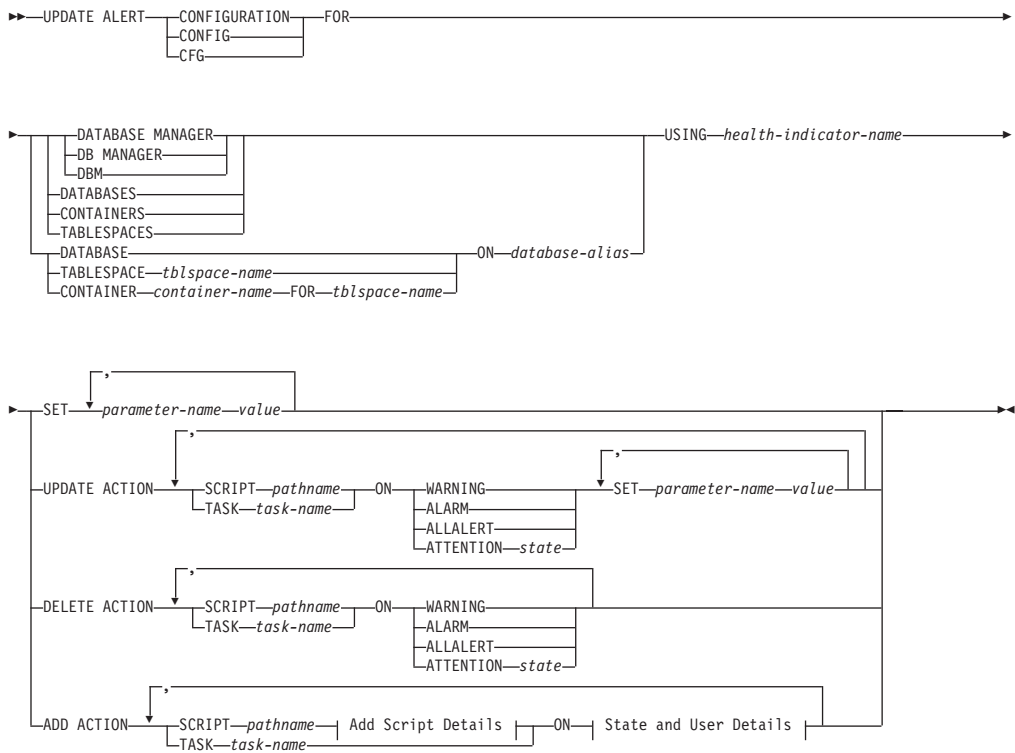 UPDATE ALERT CONFIGURATION FOR
CONFIG
CFG
DATABASE MANAGER USING health-indicator-name
DB MANAGER
DBM
DATABASES
CONTAINERS
TABLESPACES
DATABASE ON database-alias
TABLESPACE tblspace-name
CONTAINER container-name FOR tblspace-name
,
SET parameter-name value
,
,
UPDATE ACTION SCRIPT pathname ON WARNING SET parameter-name value
TASK task-name ALARM
ALLALERT
ATTENTION state
,
DELETE ACTION SCRIPT pathname ON WARNING
TASK task-name ALARM
ALLALERT
ATTENTION state
,
ADD ACTION SCRIPT pathname Add Script Details ON State and User Details
TASK task-name